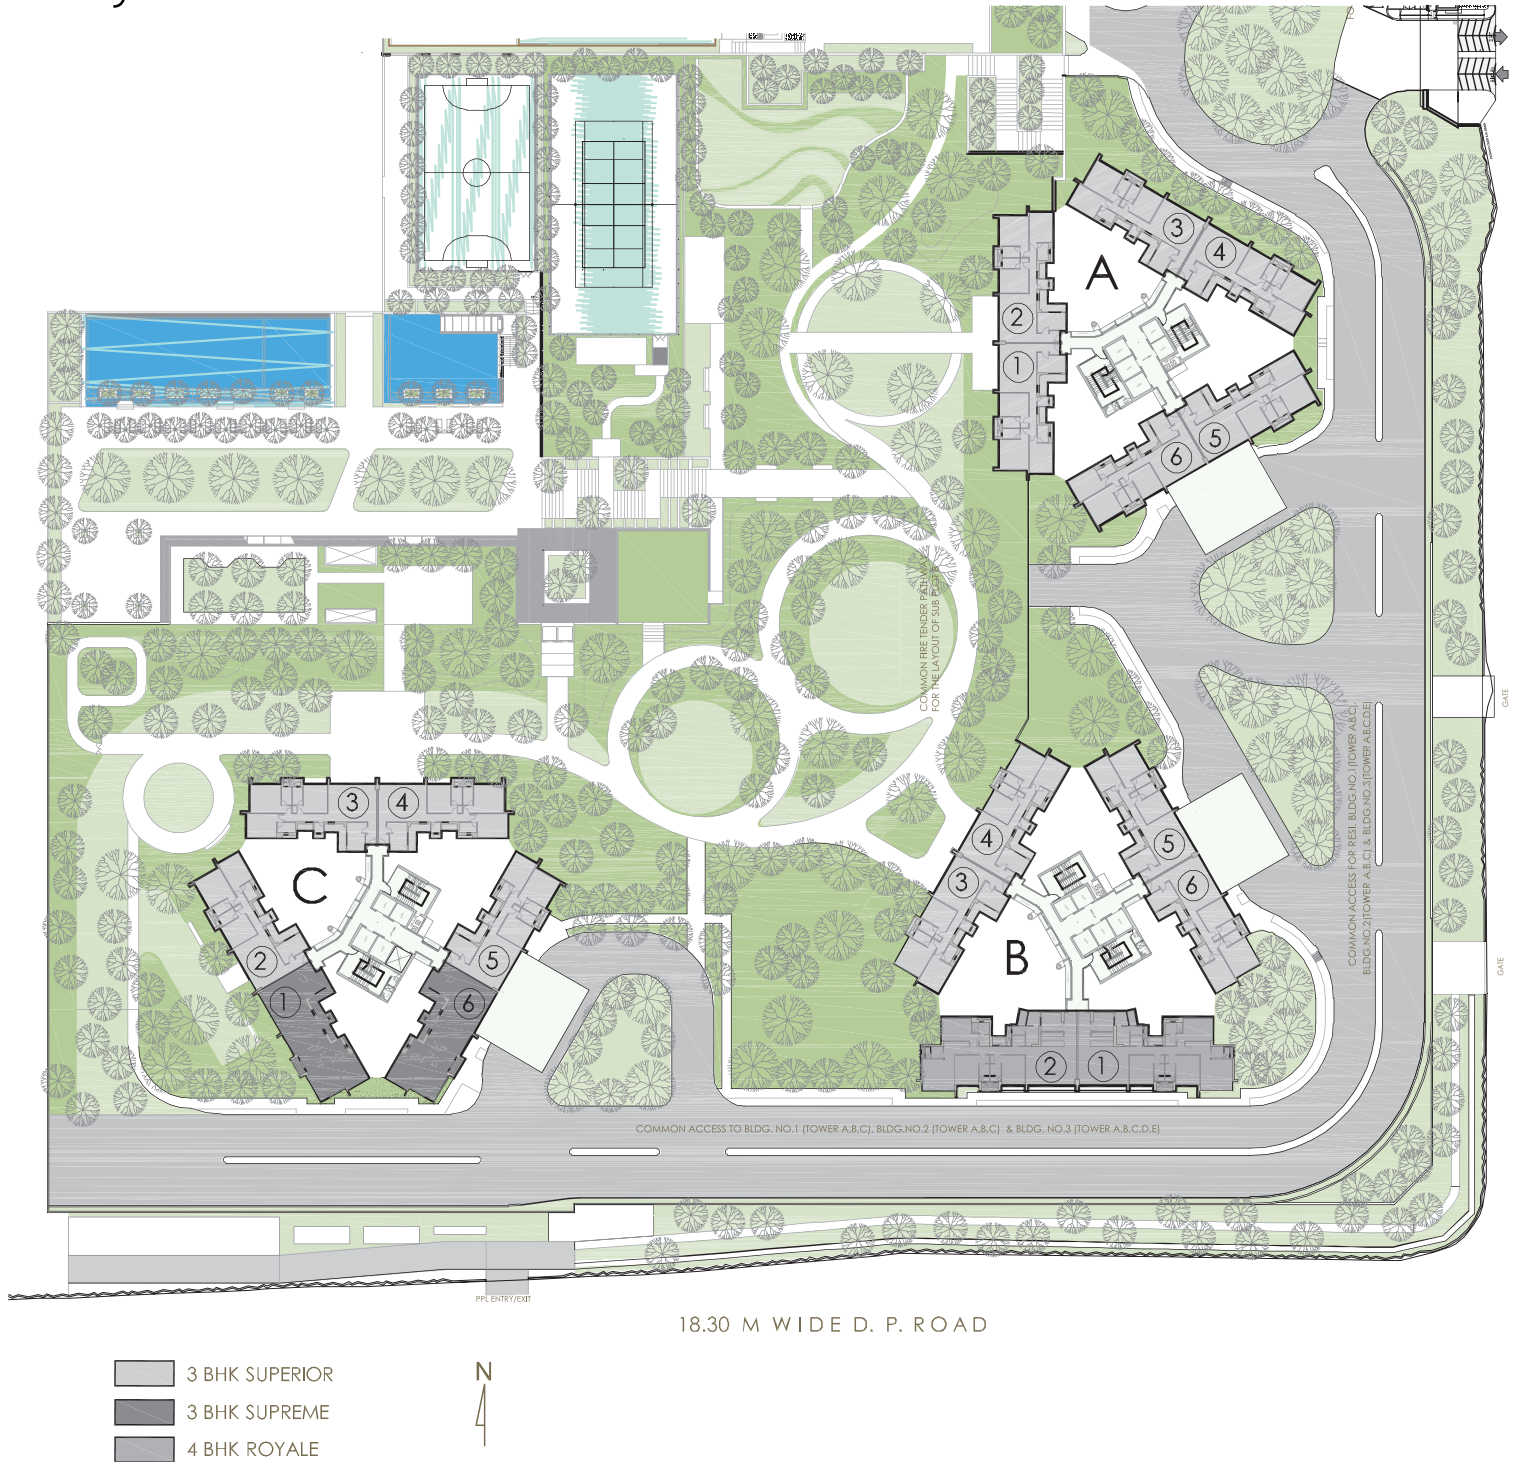 A
3
4
2
1
5
6
COMMON FIRE TENDER PATHWAY
FOR THE LAYOUT OF SUB PLOT
GATE
COMMON ACCESS FOR RESI. BLDG.NO.1(TOWER A,B,C),
BLDG.NO.2(TOWER A,B,C) & BLDG.NO.3(TOWER A,B,C,D,E)
GATE
C
3
4
2
1
5
6
B
4
3
5
6
2
1
COMMON ACCESS TO BLDG. NO.1 (TOWER A,B,C), BLDG.NO.2 (TOWER A,B,C) & BLDG. NO.3 (TOWER A,B,C,D,E)
PPL ENTRY/EXIT
18.30 M WIDE D. P. ROAD
3 BHK SUPERIOR
3 BHK SUPREME
4 BHK ROYALE
N